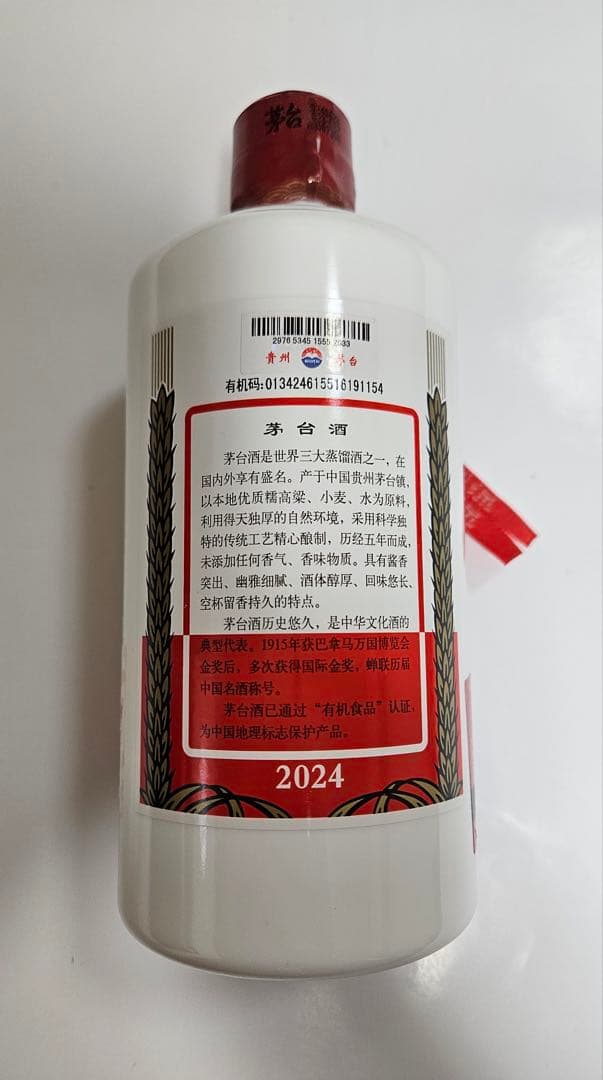 茅台
2976 5345 1555 2533
貴州 茅台
有机码:013424615516191154
茅台酒
茅台酒是世界三大蒸馏酒之一，在
国内外享有盛名。产于中国贵州茅台镇，
以本地优质糯高粱、小麦、水为原料，
利用得天独厚的自然环境，采用科学独
特的传统工艺精心酿制，历经五年而成，
未添加任何香气、香味物质。具有酱香
突出、幽雅细腻、酒体醇厚、回味悠长、
空杯留香持久的特点。
茅台酒历史悠久，是中华文化酒的
典型代表。1915年获巴拿马万国博览会
金奖后，多次获得国际金奖，蝉联历届
中国名酒称号。
茅台酒已通过“有机食品”认证，
为中国地理标志保护产品。
2024